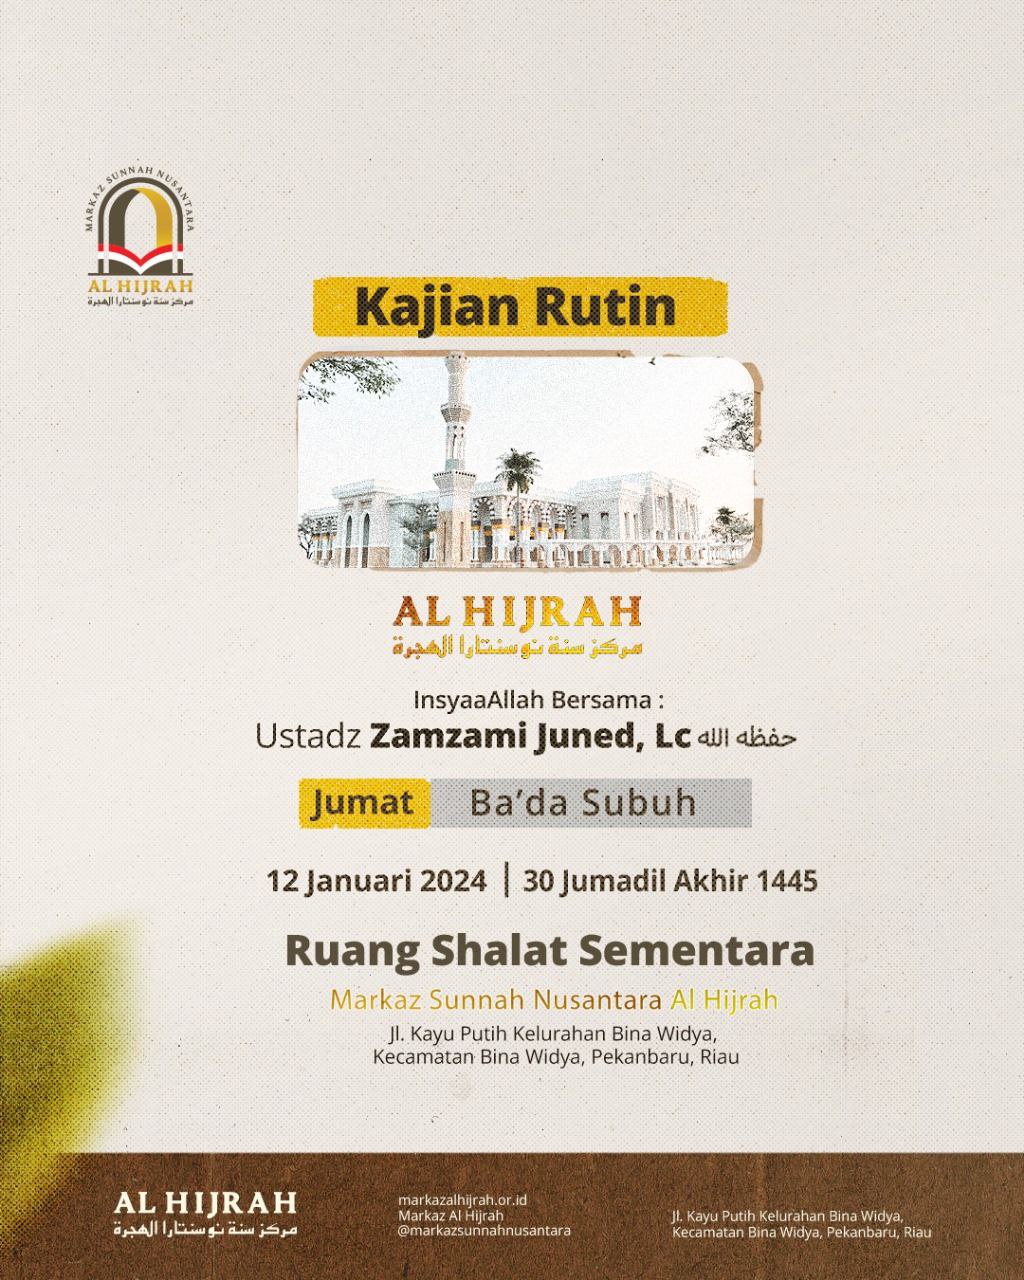 MARKAZ SUNNAH NUSANTARA
AL HIJRAH
مركز سنة نوسنتارا الهجرة
Kajian Rutin
AL HIJRAH
مركز سنة نوسنتارا الهجرة
InsyaaAllah Bersama :
Ustadz Zamzami Juned, Lc حفظه الله
Jumat Ba’da Subuh
12 Januari 2024 | 30 Jumadil Akhir 1445
Ruang Shalat Sementara
Markaz Sunnah Nusantara Al Hijrah
Jl. Kayu Putih Kelurahan Bina Widya,
Kecamatan Bina Widya, Pekanbaru, Riau
AL HIJRAH
مركز سنة نوسنتارا الهجرة
markazalhijrah.or.id
Markaz Al Hijrah
@markazsunnahnusantara
Jl. Kayu Putih Kelurahan Bina Widya,
Kecamatan Bina Widya, Pekanbaru, Riau